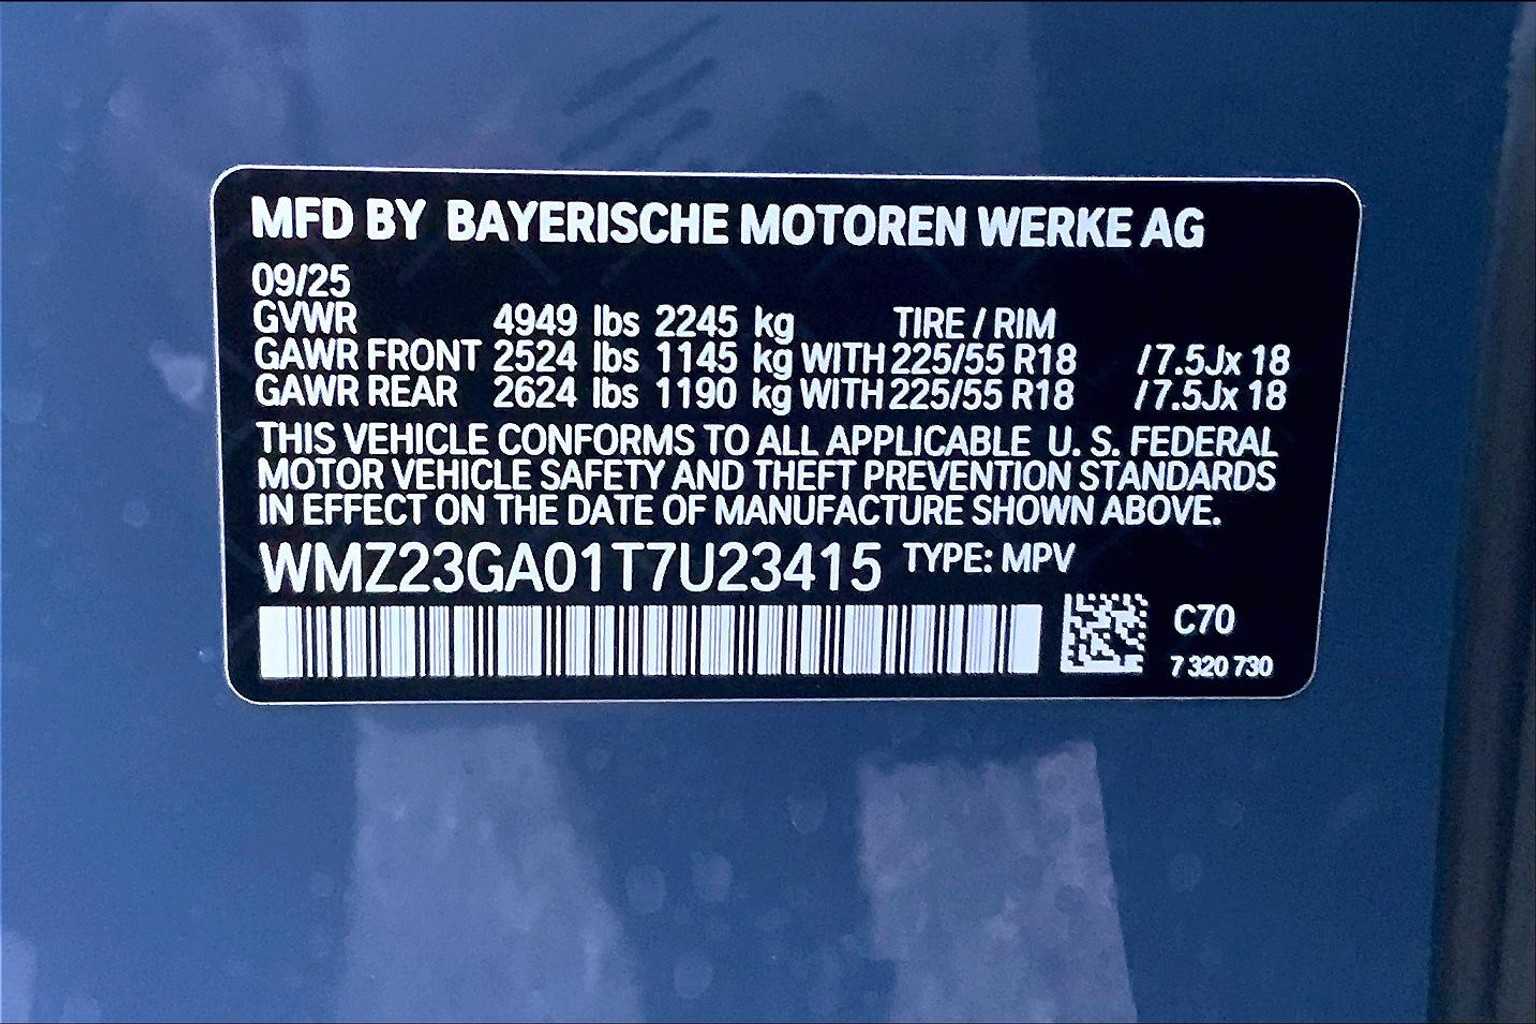 MFD BY BAYERISCHE MOTOREN WERKE AG
09/25
GVWR 4949 lbs 2245 kg TIRE / RIM
GAWR FRONT 2524 lbs 1145 kg WITH 225/55 R18 / 7.5Jx 18
GAWR REAR 2624 lbs 1190 kg WITH 225/55 R18 / 7.5Jx 18
THIS VEHICLE CONFORMS TO ALL APPLICABLE U. S. FEDERAL
MOTOR VEHICLE SAFETY AND THEFT PREVENTION STANDARDS
IN EFFECT ON THE DATE OF MANUFACTURE SHOWN ABOVE.
WMZ23GA01T7U23415 TYPE: MPV
C70
7 320 730